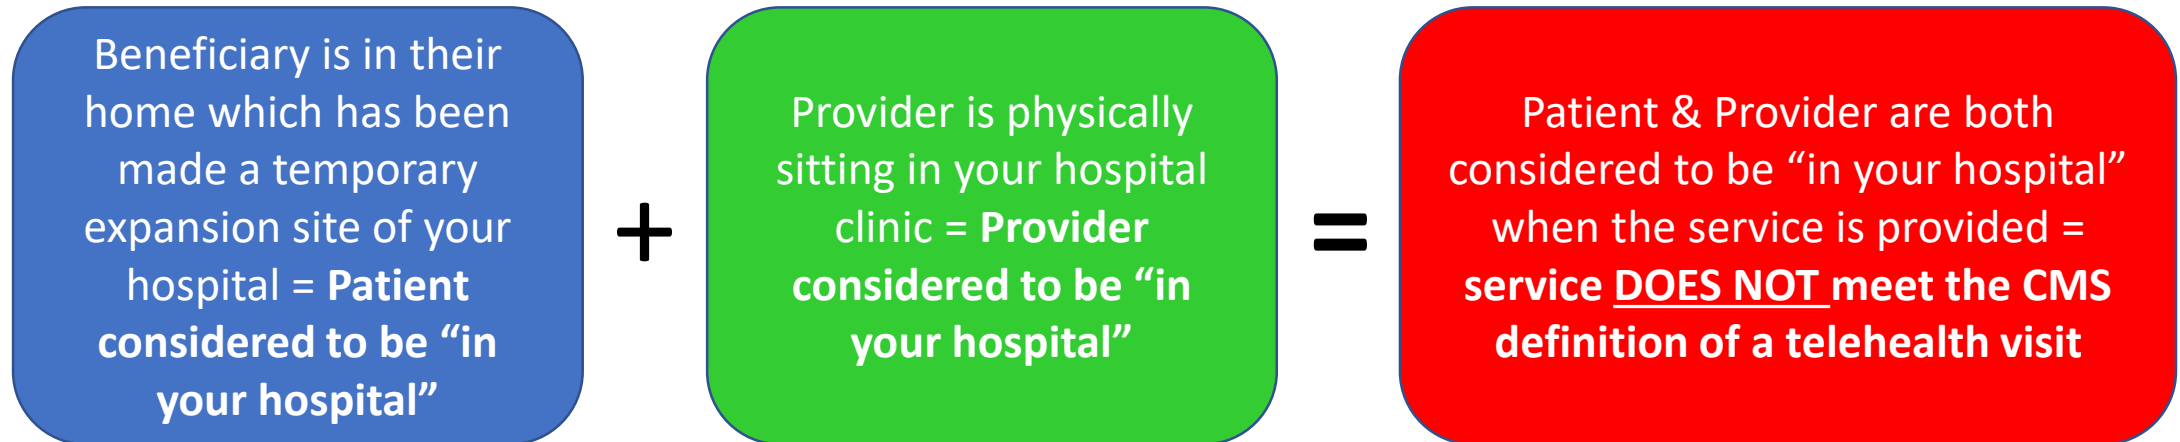 Beneficiary is in their
home which has been
made a temporary
expansion site of your
hospital = Patient
considered to be “in
your hospital”
+
Provider is physically
sitting in your hospital
clinic = Provider
considered to be “in
your hospital”
=
Patient & Provider are both
considered to be “in your hospital”
when the service is provided =
service DOES NOT meet the CMS
definition of a telehealth visit